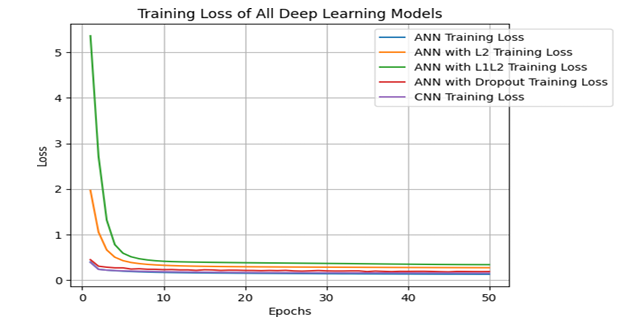 Training Loss of All Deep Learning Models
ANN Training Loss
ANN with L2 Training Loss
ANN with L1L2 Training Loss
ANN with Dropout Training Loss
CNN Training Loss
Loss
5
4
3
2
1
0
0 10 20 30 40 50
Epochs